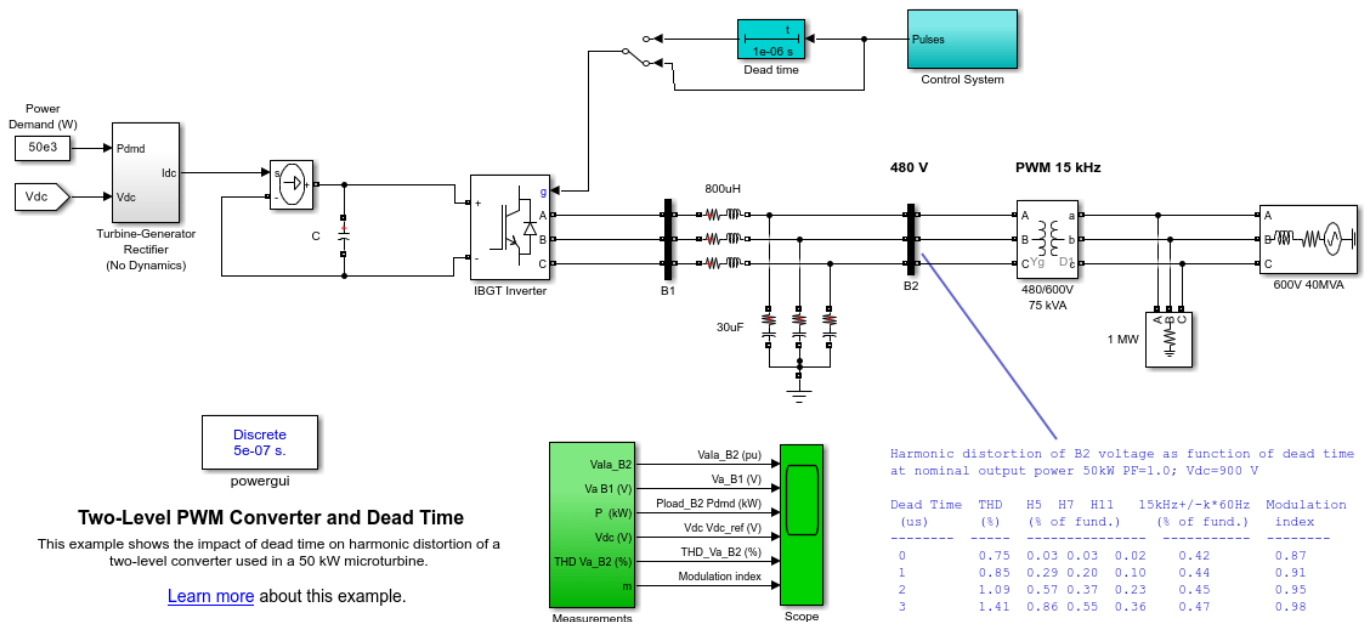 t
1e-06 s
Dead time
Pulses
Control System
Power
Demand (W)
50e3
Vdc
Pdmd
Vdc
Idc
Turbine-Generator
Rectifier
(No Dynamics)
s
+
-
C
g
+
-
A
B
C
IBGT Inverter
B1
800uH
30uF
480 V
B2
PWM 15 kHz
A
B
C
a
b
c
Yg
D1
480/600V
75 kVA
A
B
C
600V 40MVA
A
B
C
1 MW
Discrete
5e-07 s.
powergui
Two-Level PWM Converter and Dead Time
This example shows the impact of dead time on harmonic distortion of a
two-level converter used in a 50 kW microturbine.
Learn more about this example.
VaIa_B2
Va B1 (V)
P (kW)
Vdc (V)
THD Va_B2 (%)
m
Measurements
VaIa_B2 (pu)
Va_B1 (V)
Pload_B2 Pdmd (kW)
Vdc Vdc_ref (V)
THD_Va_B2 (%)
Modulation index
Scope
Harmonic distortion of B2 voltage as function of dead time
at nominal output power 50kW PF=1.0; Vdc=900 V
Dead Time THD H5 H7 H11 15kHz+/-k*60Hz Modulation
(us) (%) (% of fund.) (% of fund.) index
-------- ----- --------------- ----------- --------
0 0.75 0.03 0.03 0.02 0.42 0.87
1 0.85 0.29 0.20 0.10 0.44 0.91
2 1.09 0.57 0.37 0.23 0.45 0.95
3 1.41 0.86 0.55 0.36 0.47 0.98